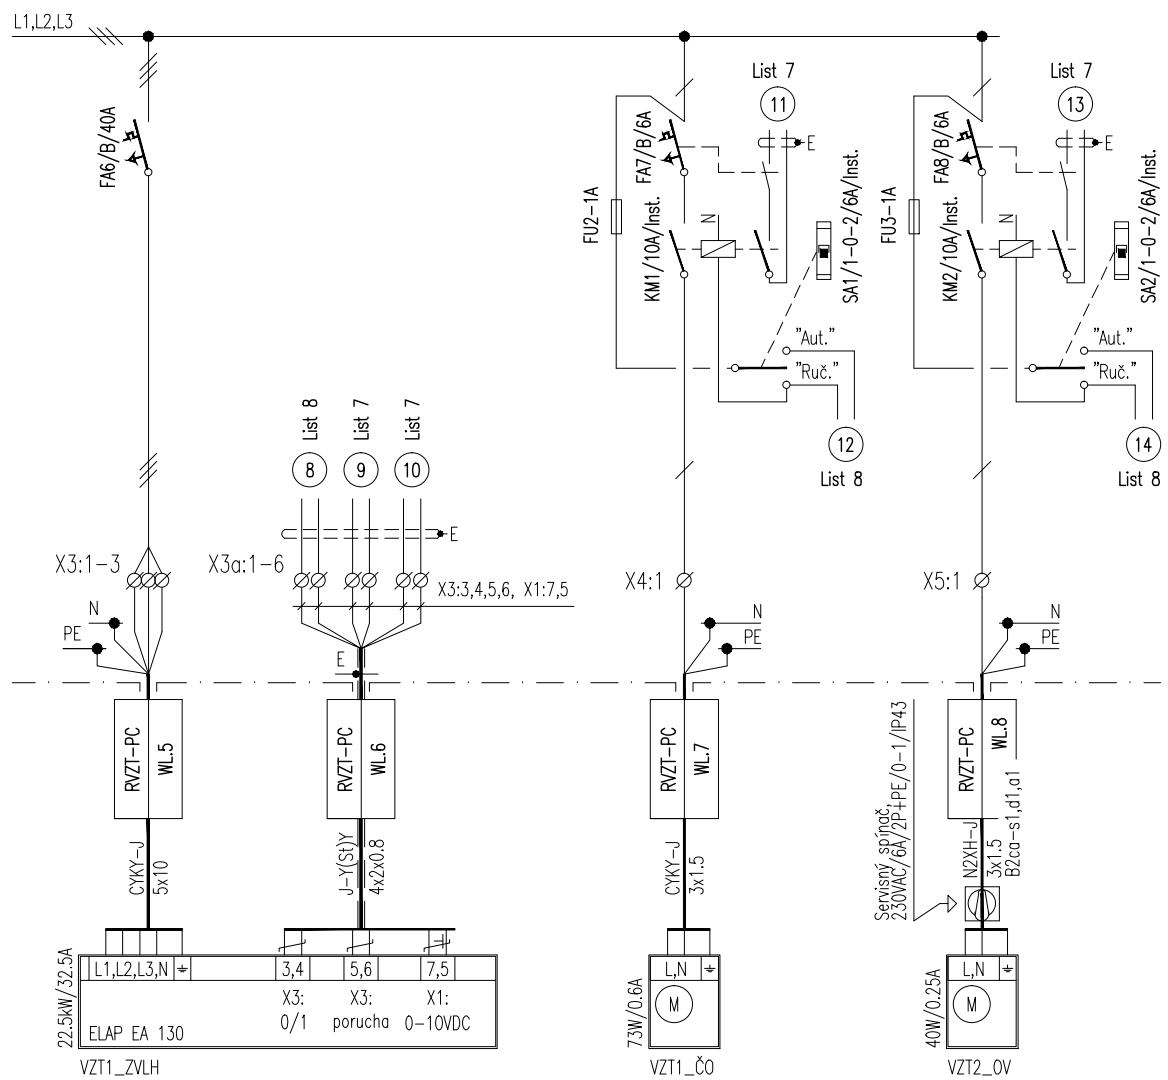 L1,L2,L3
List 7
11
E
List 7
13
E
FA6/B/40A
FA7/B/6A
FA8/B/6A
FU2-1A
KM1/10A/Inst.
N
SA1/1-0-2/6A/Inst.
FU3-1A
KM2/10A/Inst.
N
SA2/1-0-2/6A/Inst.
"Aut."
"Ruč."
"Aut."
"Ruč."
12
List 8
14
List 8
List 8
List 7
List 7
8
9
10
E
X3:1-3
X3a:1-6
X3:3,4,5,6, X1:7,5
X4:1
X5:1
N
PE
E
N
PE
N
PE
RVZT-PC
WL.5
RVZT-PC
WL.6
RVZT-PC
WL.7
RVZT-PC
WL.8
CYKY-J
5x10
J-Y(St)Y
4x2x0.8
CYKY-J
3x1.5
Servisný spínač,
230VAC/6A/2P+PE/0-1/IP43
N2XH-J
3x1.5
B2ca-s1,d1,a1
22.5kW/32.5A
L1,L2,L3,N
3,4
5,6
7,5
X3:
0/1
X3:
porucha
X1:
0-10VDC
ELAP EA 130
VZT1_ZVLH
73W/0.6A
L,N
M
VZT1_ČO
40W/0.25A
L,N
M
VZT2_OV